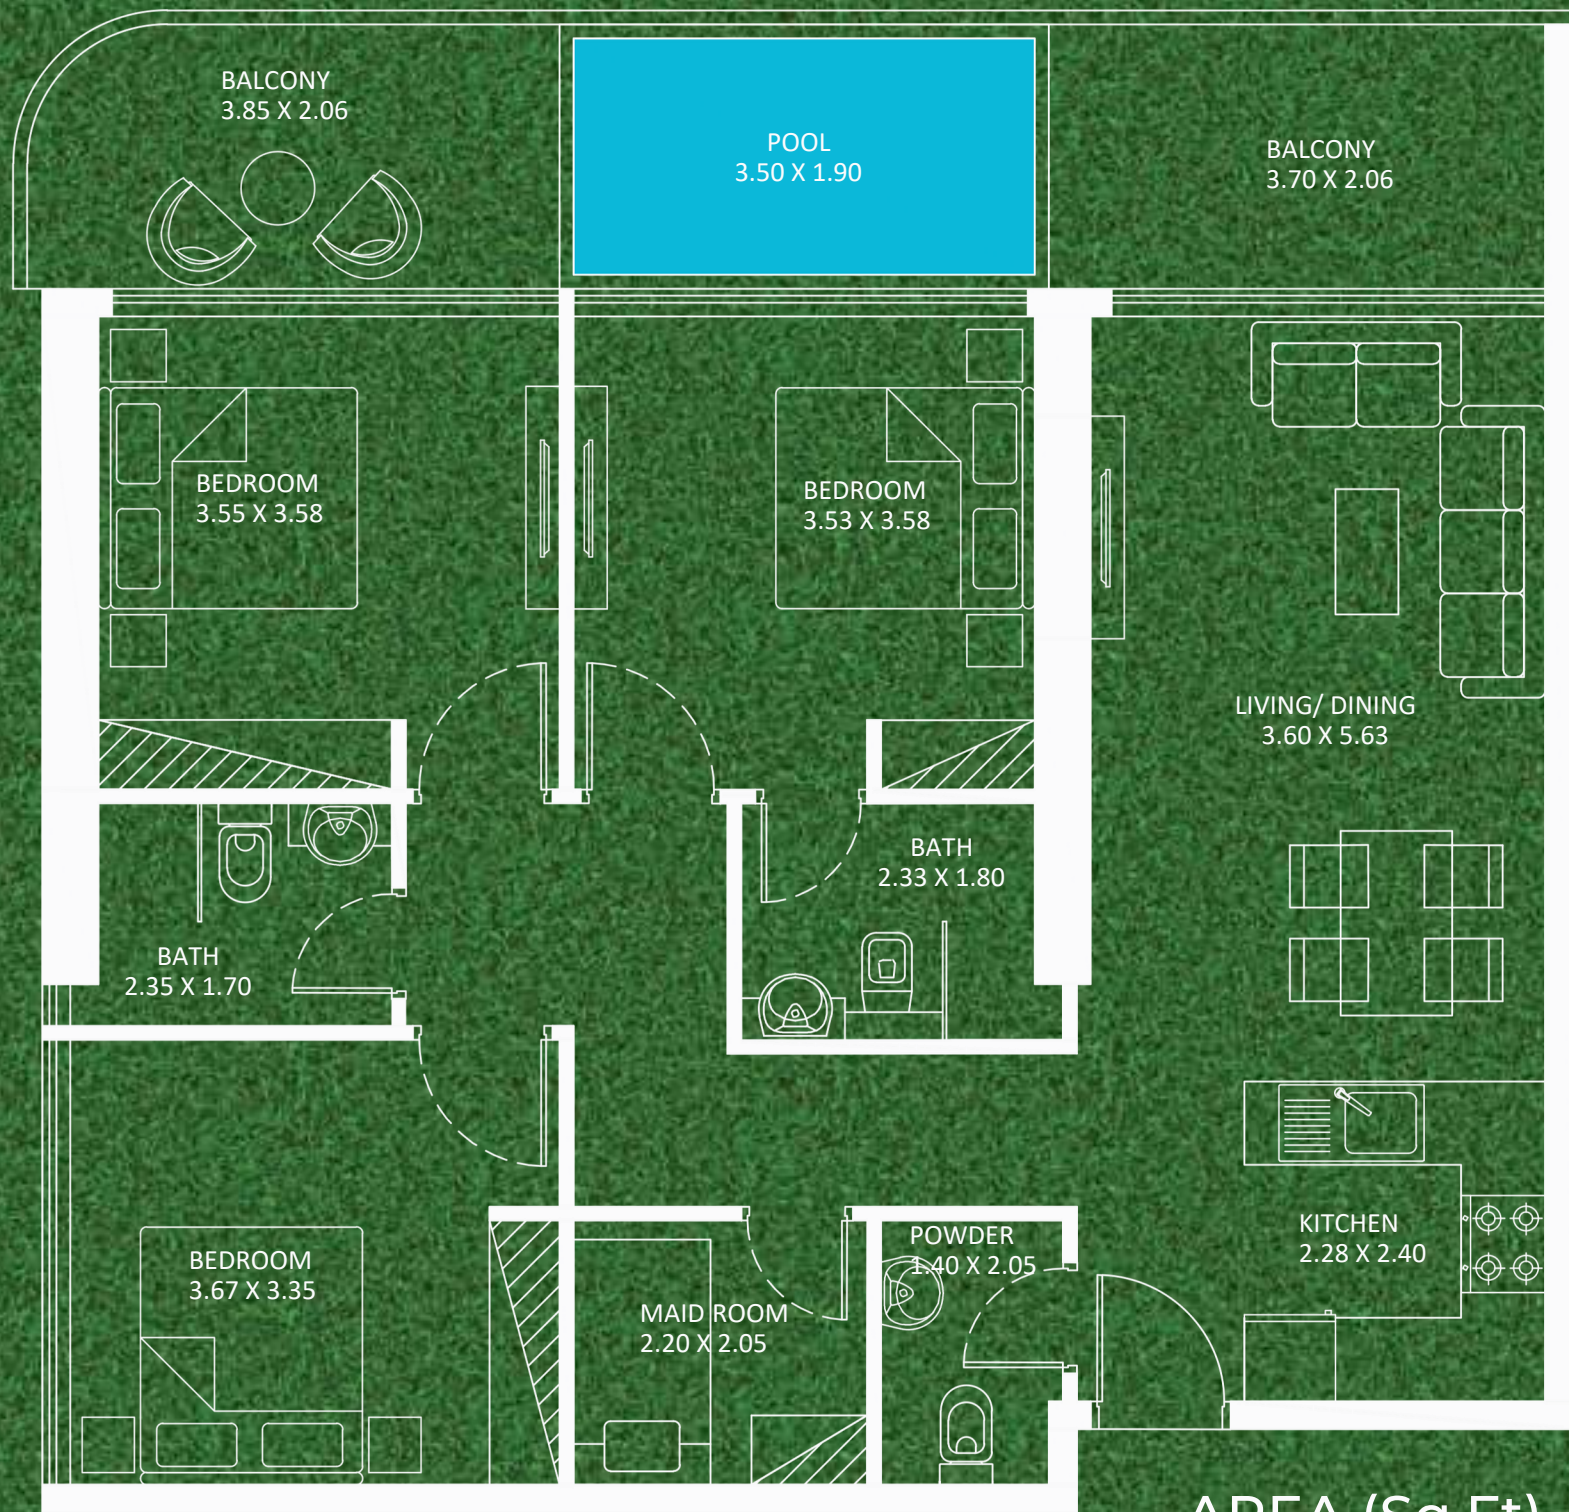 BALCONY
3.85 X 2.06
POOL
3.50 X 1.90
BALCONY
3.70 X 2.06
BEDROOM
3.55 X 3.58
BEDROOM
3.53 X 3.58
LIVING/ DINING
3.60 X 5.63
BATH
2.33 X 1.80
BATH
2.35 X 1.70
KITCHEN
2.28 X 2.40
POWDER
1.40 X 2.05
BEDROOM
3.67 X 3.35
MAID ROOM
2.20 X 2.05
AREA (Sq.Ft)